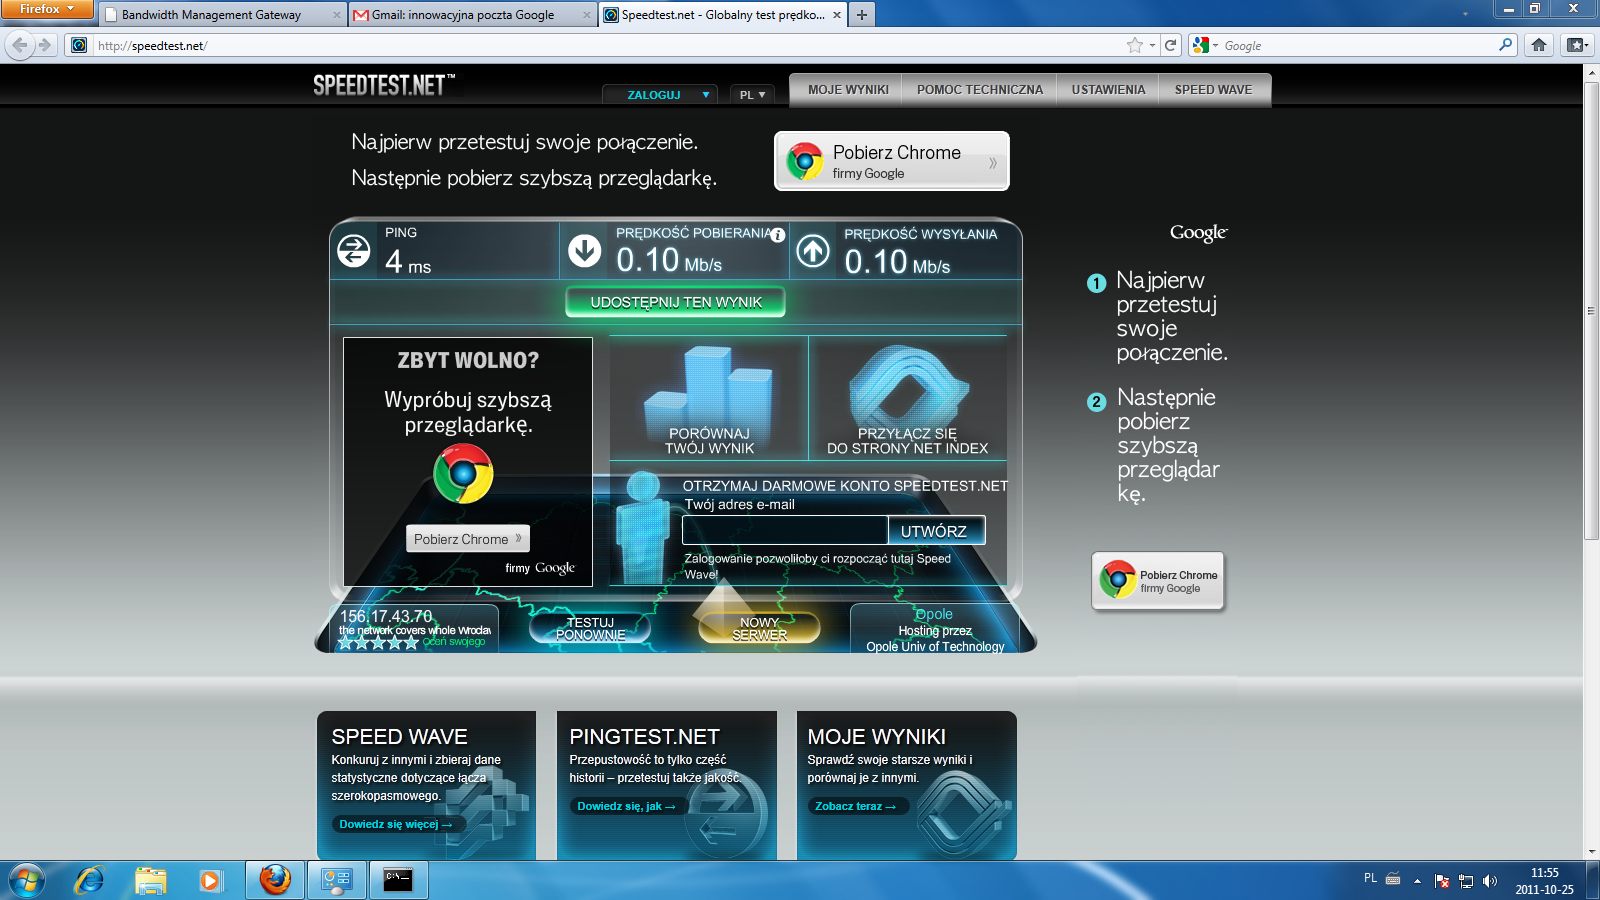 Firefox
Bandwidth Management Gateway
Gmail: innowacyjna poczta Google
Speedtest.net - Globalny test prędko...
http://speedtest.net/
Google
SPEEDTEST.NET™
ZALOGUJ
PL
MOJE WYNIKI
POMOC TECHNICZNA
USTAWIENIA
SPEED WAVE
Najpierw przetestuj swoje połączenie.
Następnie pobierz szybszą przeglądarkę.
Pobierz Chrome
firmy Google
PING
4 ms
PRĘDKOŚĆ POBIERANIA
0.10 Mb/s
PRĘDKOŚĆ WYSYŁANIA
0.10 Mb/s
UDOSTĘPNIJ TEN WYNIK
ZBYT WOLNO?
Wypróbuj szybszą
przeglądarkę.
Pobierz Chrome »
firmy Google
PORÓWNAJ
TWÓJ WYNIK
PRZYŁĄCZ SIĘ
DO STRONY NET INDEX
OTRZYMAJ DARMOWE KONTO SPEEDTEST.NET
Twój adres e-mail
UTWÓRZ
Zalogowanie pozwoliłoby ci rozpocząć tutaj Speed
Wave!
156.17.43.70
the network covers whole Wrocław
Oceń swojego
TESTUJ
PONOWNIE
NOWY
SERWER
Opole
Hosting przez
Opole Univ of Technology
Google
1 Najpierw
przetestuj
swoje
połączenie.
2 Następnie
pobierz
szybszą
przeglądar
kę.
Pobierz Chrome
firmy Google
SPEED WAVE
Konkuruj z innymi i zbieraj dane
statystyczne dotyczące łącza
szerokopasmowego.
Dowiedz się więcej →
PINGTEST.NET
Przepustowość to tylko część
historii – przetestuj także jakość.
Dowiedz się, jak →
MOJE WYNIKI
Sprawdź swoje starsze wyniki i
porównaj je z innymi.
Zobacz teraz →
C:\
PL
11:55
2011-10-25